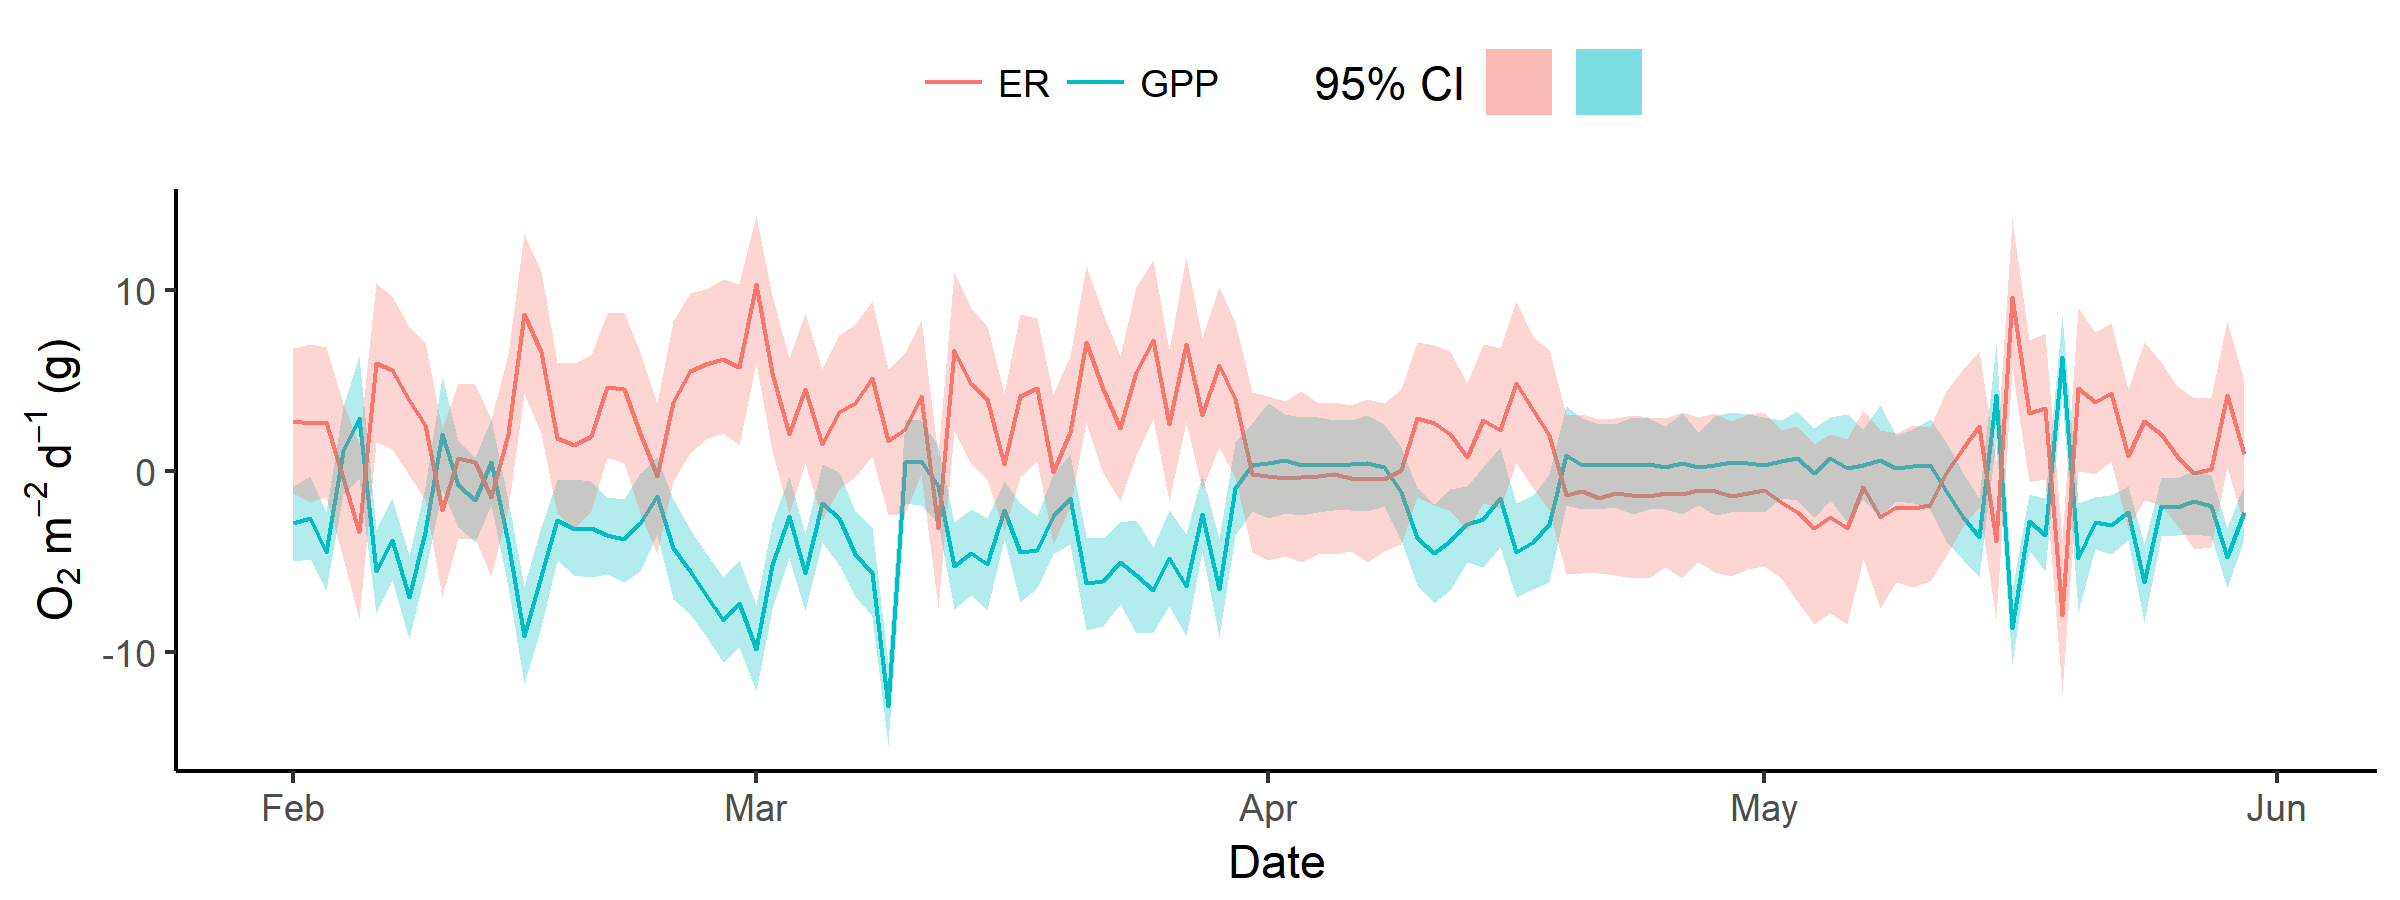 ER GPP 95% CI
O₂ m⁻² d⁻¹ (g)
10
0
-10
Feb Mar Apr May Jun
Date